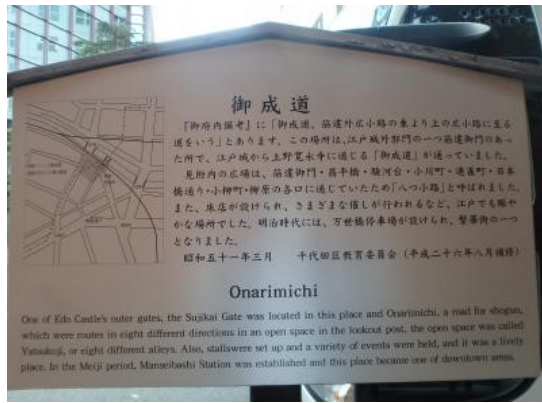 御成道
『御府内備考』に「御成道、筋違外広小路の東より上の広小路に至る
道をいう」とあります。この場所は、江戸城外郭門の一つ筋違御門のあっ
た所で、江戸城から上野寛永寺に通じる「御成道」が通っていました。
見附内の広場は、筋違御門・昌平橋・駿河台・小川町・連雀町・日本
橋通り・小柳町・柳原の各口に通じていたため「八つ小路」と呼ばれました。
また、床店が設けられ、さまざまな催しが行われるなど、江戸でも賑や
かな場所でした。明治時代には、万世橋停車場が設けられ、繁華街の一つ
となりました。
昭和五十一年三月 千代田区教育委員会(平成二十六年八月補修)
Onarimichi
One of Edo Castle's outer gates, the Sujikai Gate was located in this place and Onarimichi, a road for shogun,
which were routes in eight different directions in an open space in the lookout post, the open space was called
Yatsukoji, or eight different alleys. Also, stallswere set up and a variety of events were held, and it was a lively
place. In the Meiji period, Manseibashi Station was established and this place became one of downtown areas.